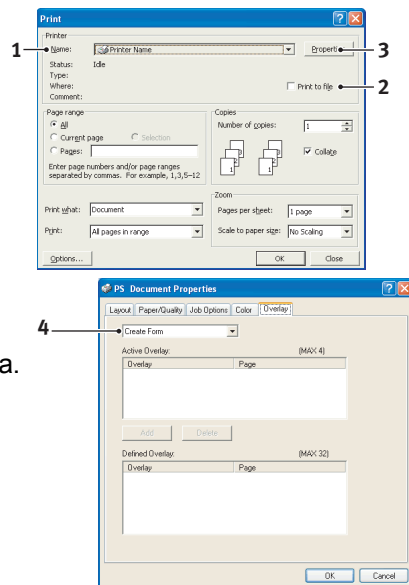 Print
Printer
1 Name: Printer Name Properti 3
Status: Idle
Type:
Where: Print to file 2
Comment:
Page range Copies
All Number of copies: 1
Current page Selection
Pages: Collate
Enter page numbers and/or page ranges
separated by commas. For example, 1,3,5–12
Zoom
Print what: Document Pages per sheet: 1 page
Print: All pages in range Scale to paper size: No Scaling
Options... OK Close
PS Document Properties
Layout Paper/Quality Job Options Color Overlay
4 Create Form
a.
Active Overlay: (MAX 4)
Overlay Page
Add Delete
Defined Overlay: (MAX 32)
Overlay Page
OK Cancel